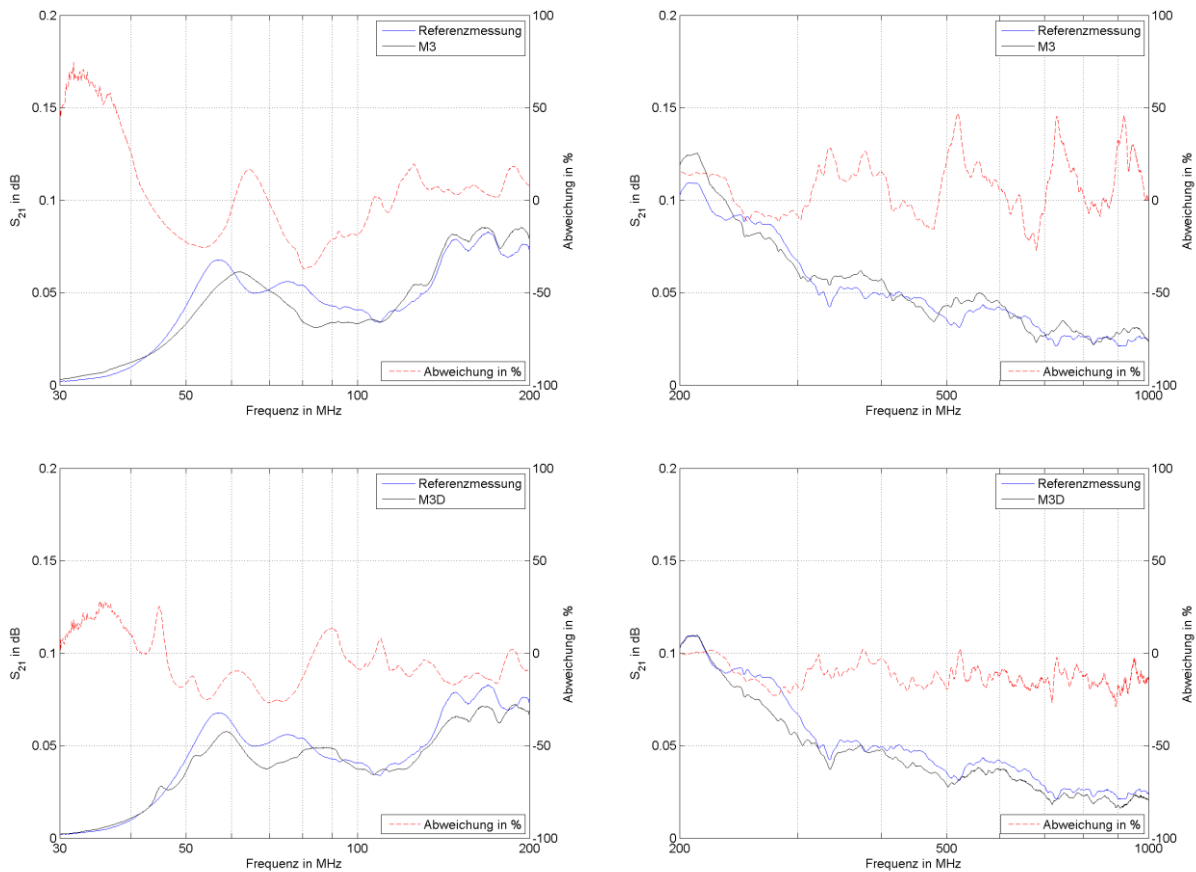 0.2
0.15
0.1
0.05
0
S21 in dB
100
50
0
-50
-100
Abweichung in %
Referenzmessung
M3
Abweichung in %
30
50
100
200
Frequenz in MHz
0.2
0.15
0.1
0.05
0
S21 in dB
100
50
0
-50
-100
Abweichung in %
Referenzmessung
M3
Abweichung in %
200
500
1000
Frequenz in MHz
0.2
0.15
0.1
0.05
0
S21 in dB
100
50
0
-50
-100
Abweichung in %
Referenzmessung
M3D
Abweichung in %
30
50
100
200
Frequenz in MHz
0.2
0.15
0.1
0.05
0
S21 in dB
100
50
0
-50
-100
Abweichung in %
Referenzmessung
M3D
Abweichung in %
200
500
1000
Frequenz in MHz